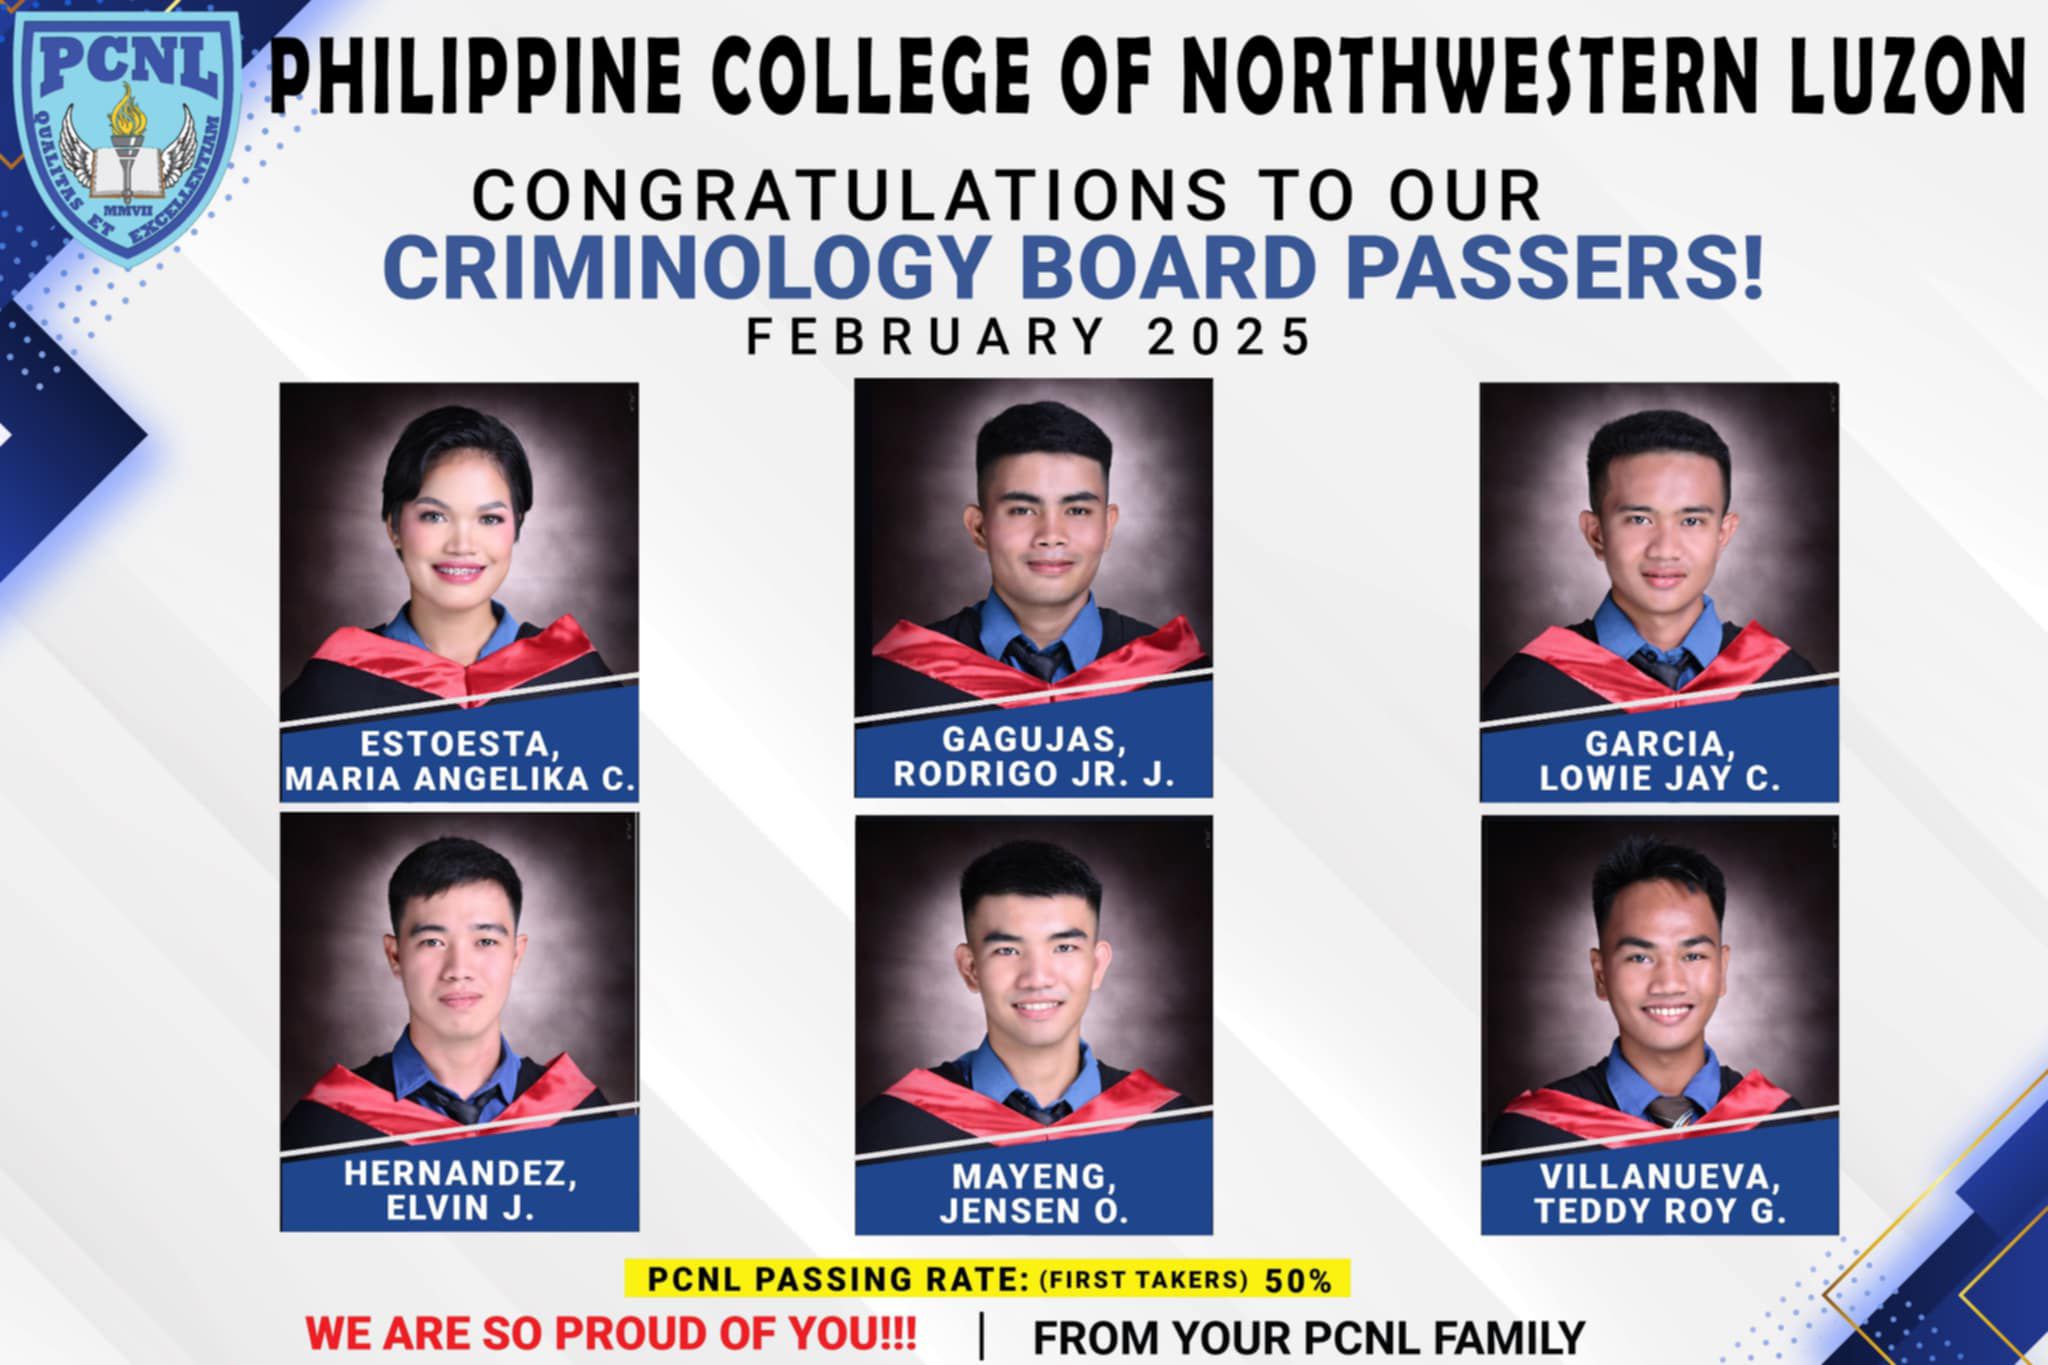 PCNL
QUALITAS ET EXCELLENTIAM
MMVII
PHILIPPINE COLLEGE OF NORTHWESTERN LUZON
CONGRATULATIONS TO OUR
CRIMINOLOGY BOARD PASSERS!
FEBRUARY 2025
ESTOESTA,
MARIA ANGELIKA C.
GAGUJAS,
RODRIGO JR. J.
GARCIA,
LOWIE JAY C.
HERNANDEZ,
ELVIN J.
MAYENG,
JENSEN O.
VILLANUEVA,
TEDDY ROY G.
PCNL PASSING RATE: (FIRST TAKERS) 50%
WE ARE SO PROUD OF YOU!!! | FROM YOUR PCNL FAMILY